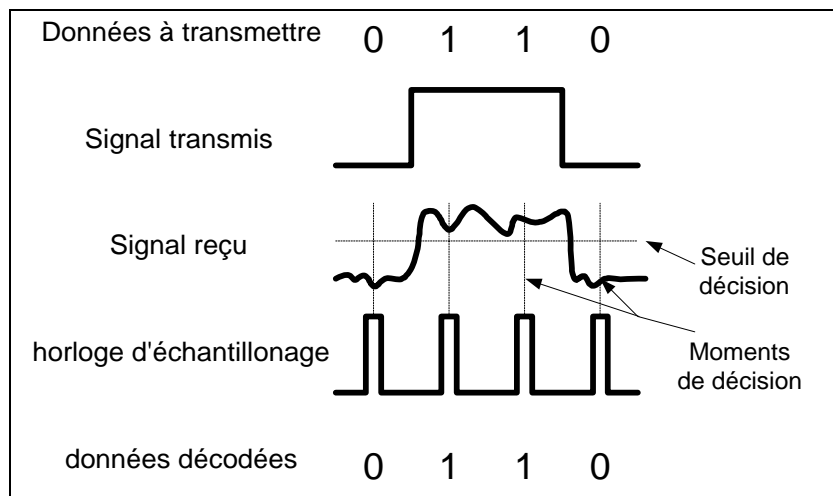 Données à transmettre 0 1 1 0
Signal transmis
Signal reçu
Seuil de
décision
horloge d'échantillonage
Moments
de décision
données décodées 0 1 1 0